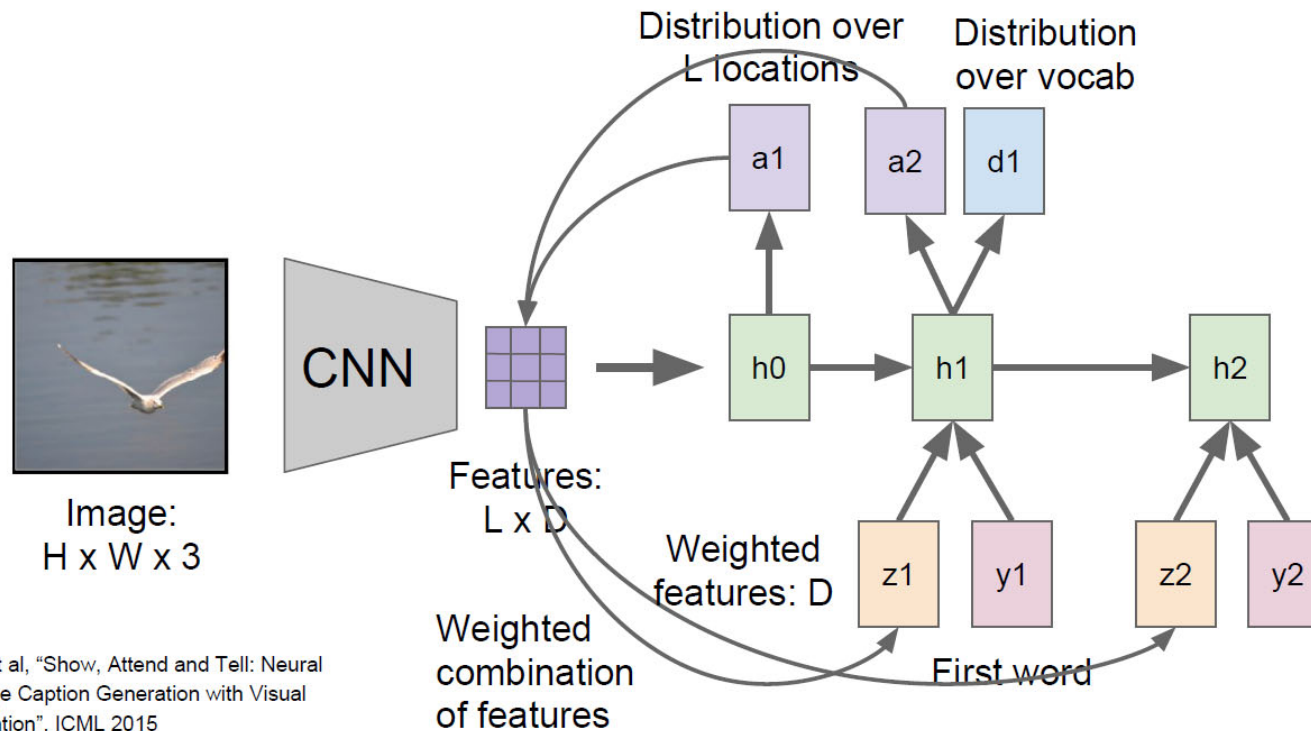 Distribution over
L locations
Distribution
over vocab
a1
a2
d1
CNN
h0
h1
h2
Features:
L x D
Image:
H x W x 3
Weighted
features: D
z1
y1
z2
y2
First word
Weighted
combination
of features
al, “Show, Attend and Tell: Neural
Caption Generation with Visual
ICML 2015